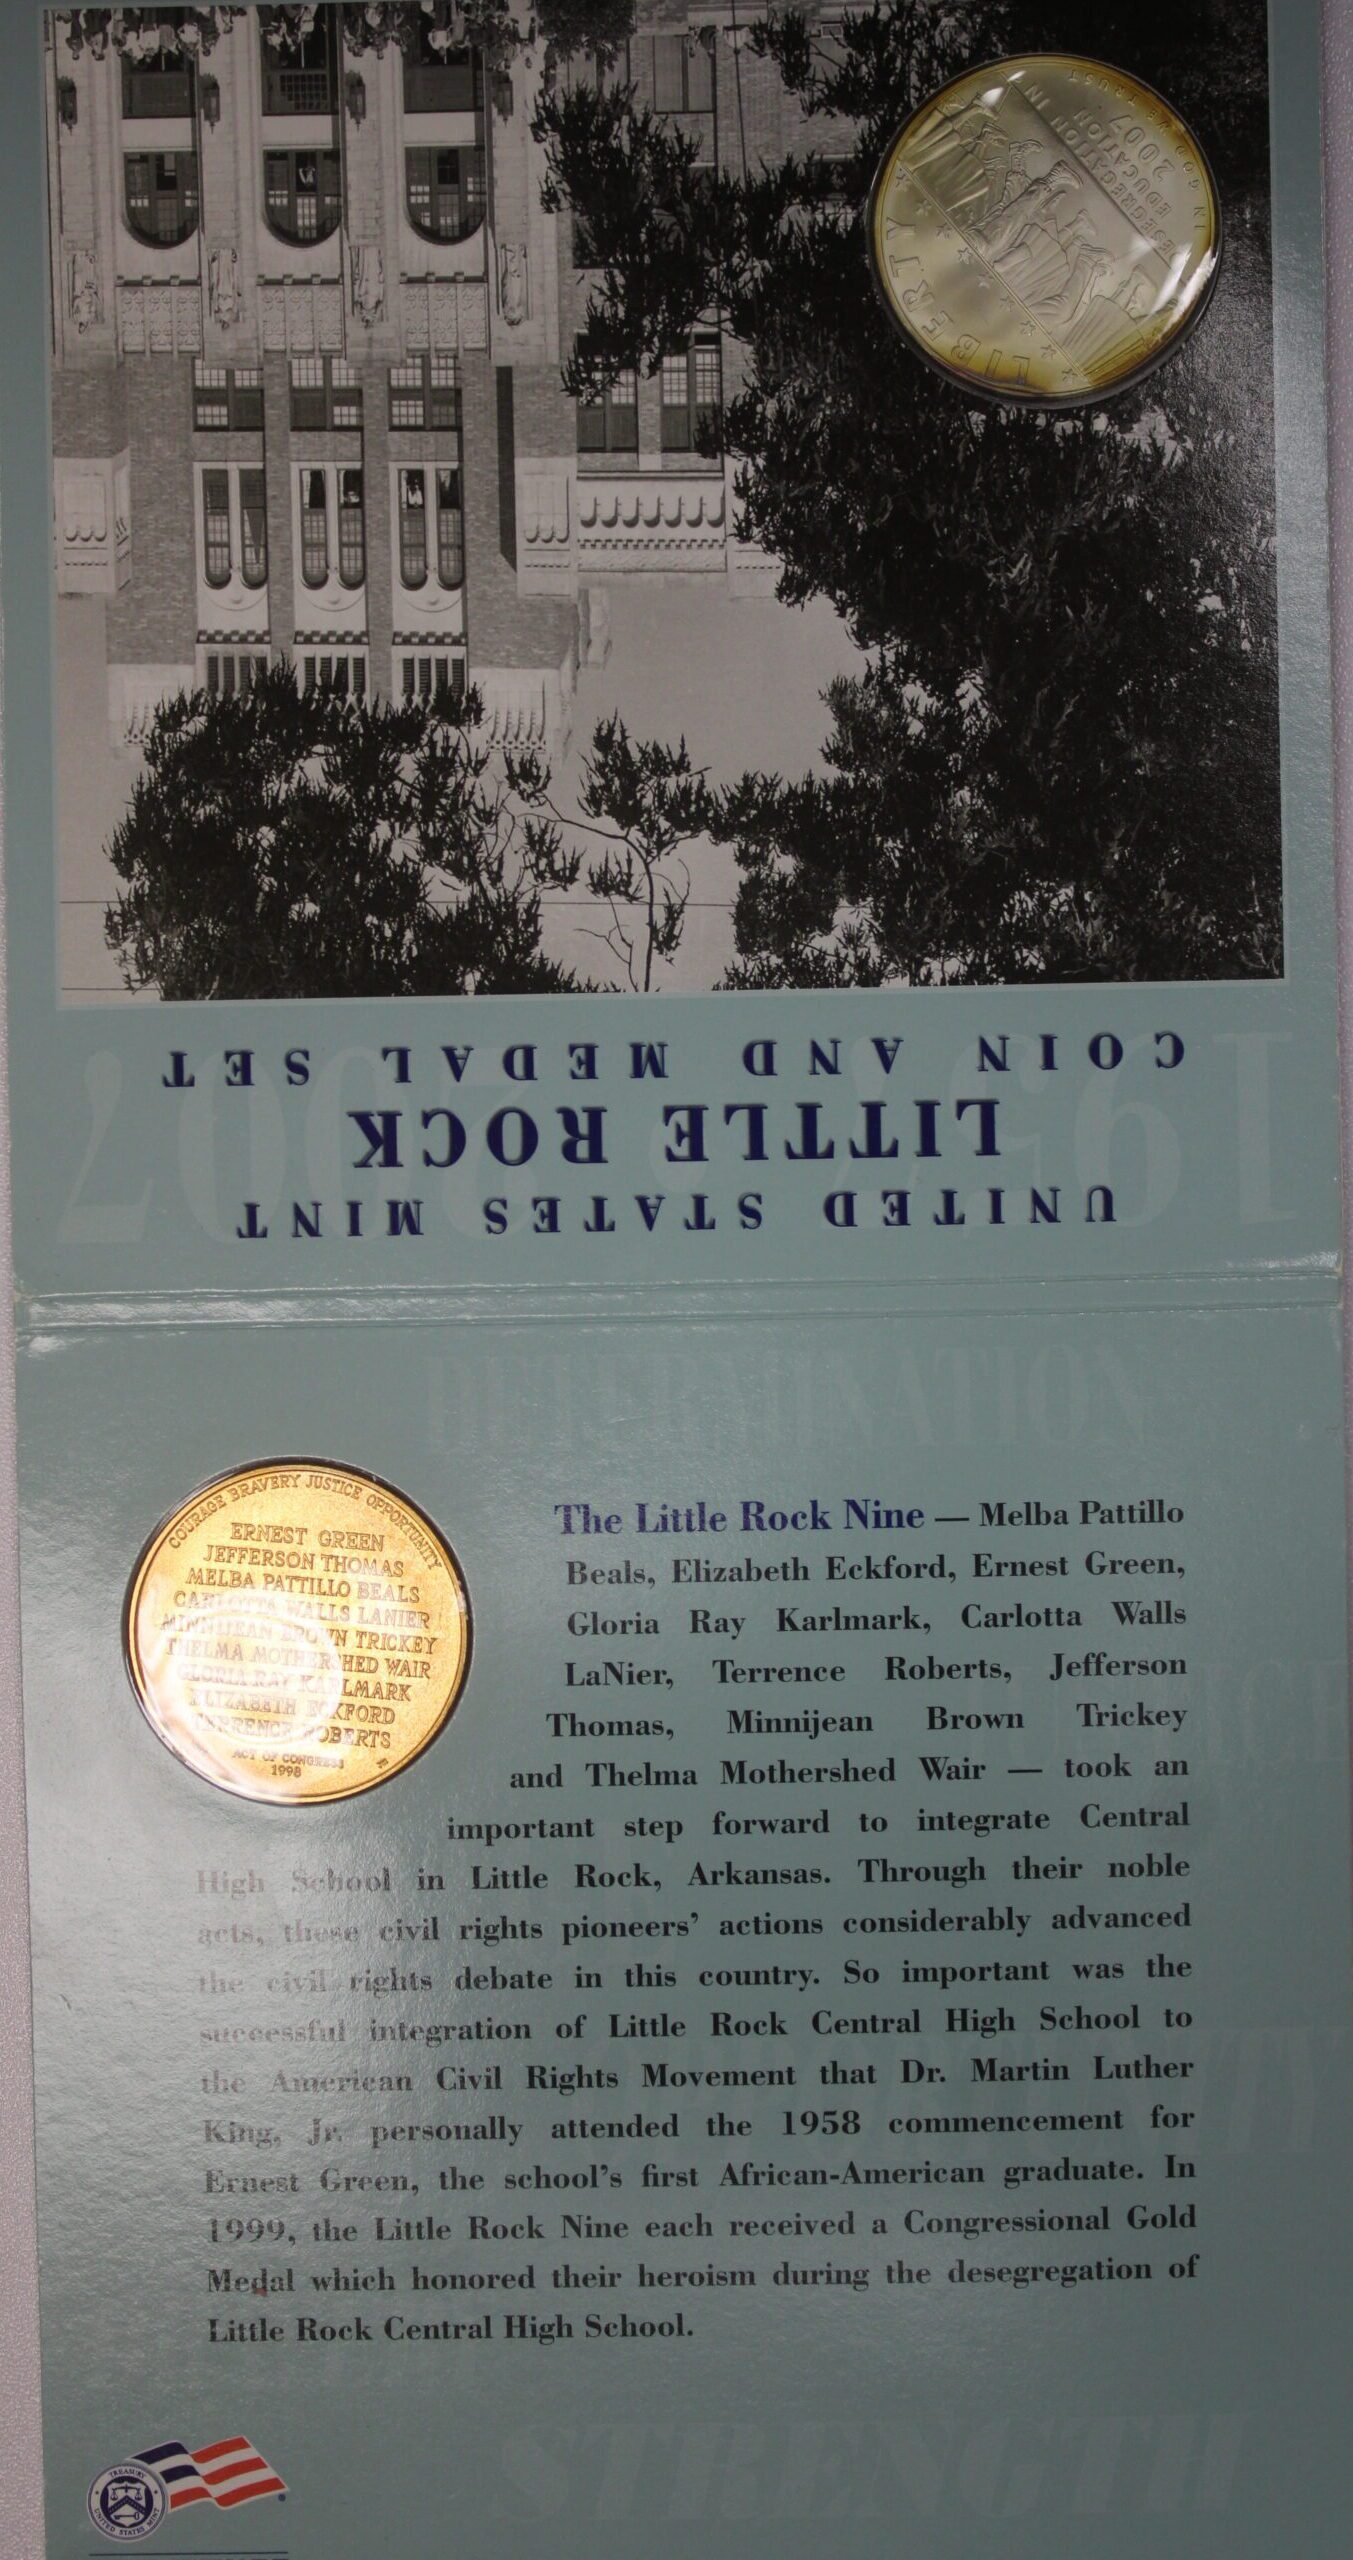 UNITED STATES MINT
LITTLE ROCK
COIN AND MEDAL SET
1957 2007
LIBERTY
IN GOD WE TRUST
DESEGREGATION
IN
EDUCATION
2007
DETERMINATION
COURAGE BRAVERY JUSTICE OPPORTUNITY
ERNEST GREEN
JEFFERSON THOMAS
MELBA PATTILLO BEALS
CARLOTTA WALLS LANIER
MINNIJEAN BROWN TRICKEY
THELMA MOTHERSHED WAIR
GLORIA RAY KARLMARK
ELIZABETH ECKFORD
TERRENCE ROBERTS
ACT OF CONGRESS
1998
The Little Rock Nine — Melba Pattillo
Beals, Elizabeth Eckford, Ernest Green,
Gloria Ray Karlmark, Carlotta Walls
LaNier, Terrence Roberts, Jefferson
Thomas, Minnijean Brown Trickey
and Thelma Mothershed Wair — took an
important step forward to integrate Central
High School in Little Rock, Arkansas. Through their noble
acts, these civil rights pioneers’ actions considerably advanced
the civil rights debate in this country. So important was the
successful integration of Little Rock Central High School to
the American Civil Rights Movement that Dr. Martin Luther
King, Jr. personally attended the 1958 commencement for
Ernest Green, the school’s first African-American graduate. In
1999, the Little Rock Nine each received a Congressional Gold
Medal which honored their heroism during the desegregation of
Little Rock Central High School.
STRENGTH
TREASURY
UNITED STATES MINT